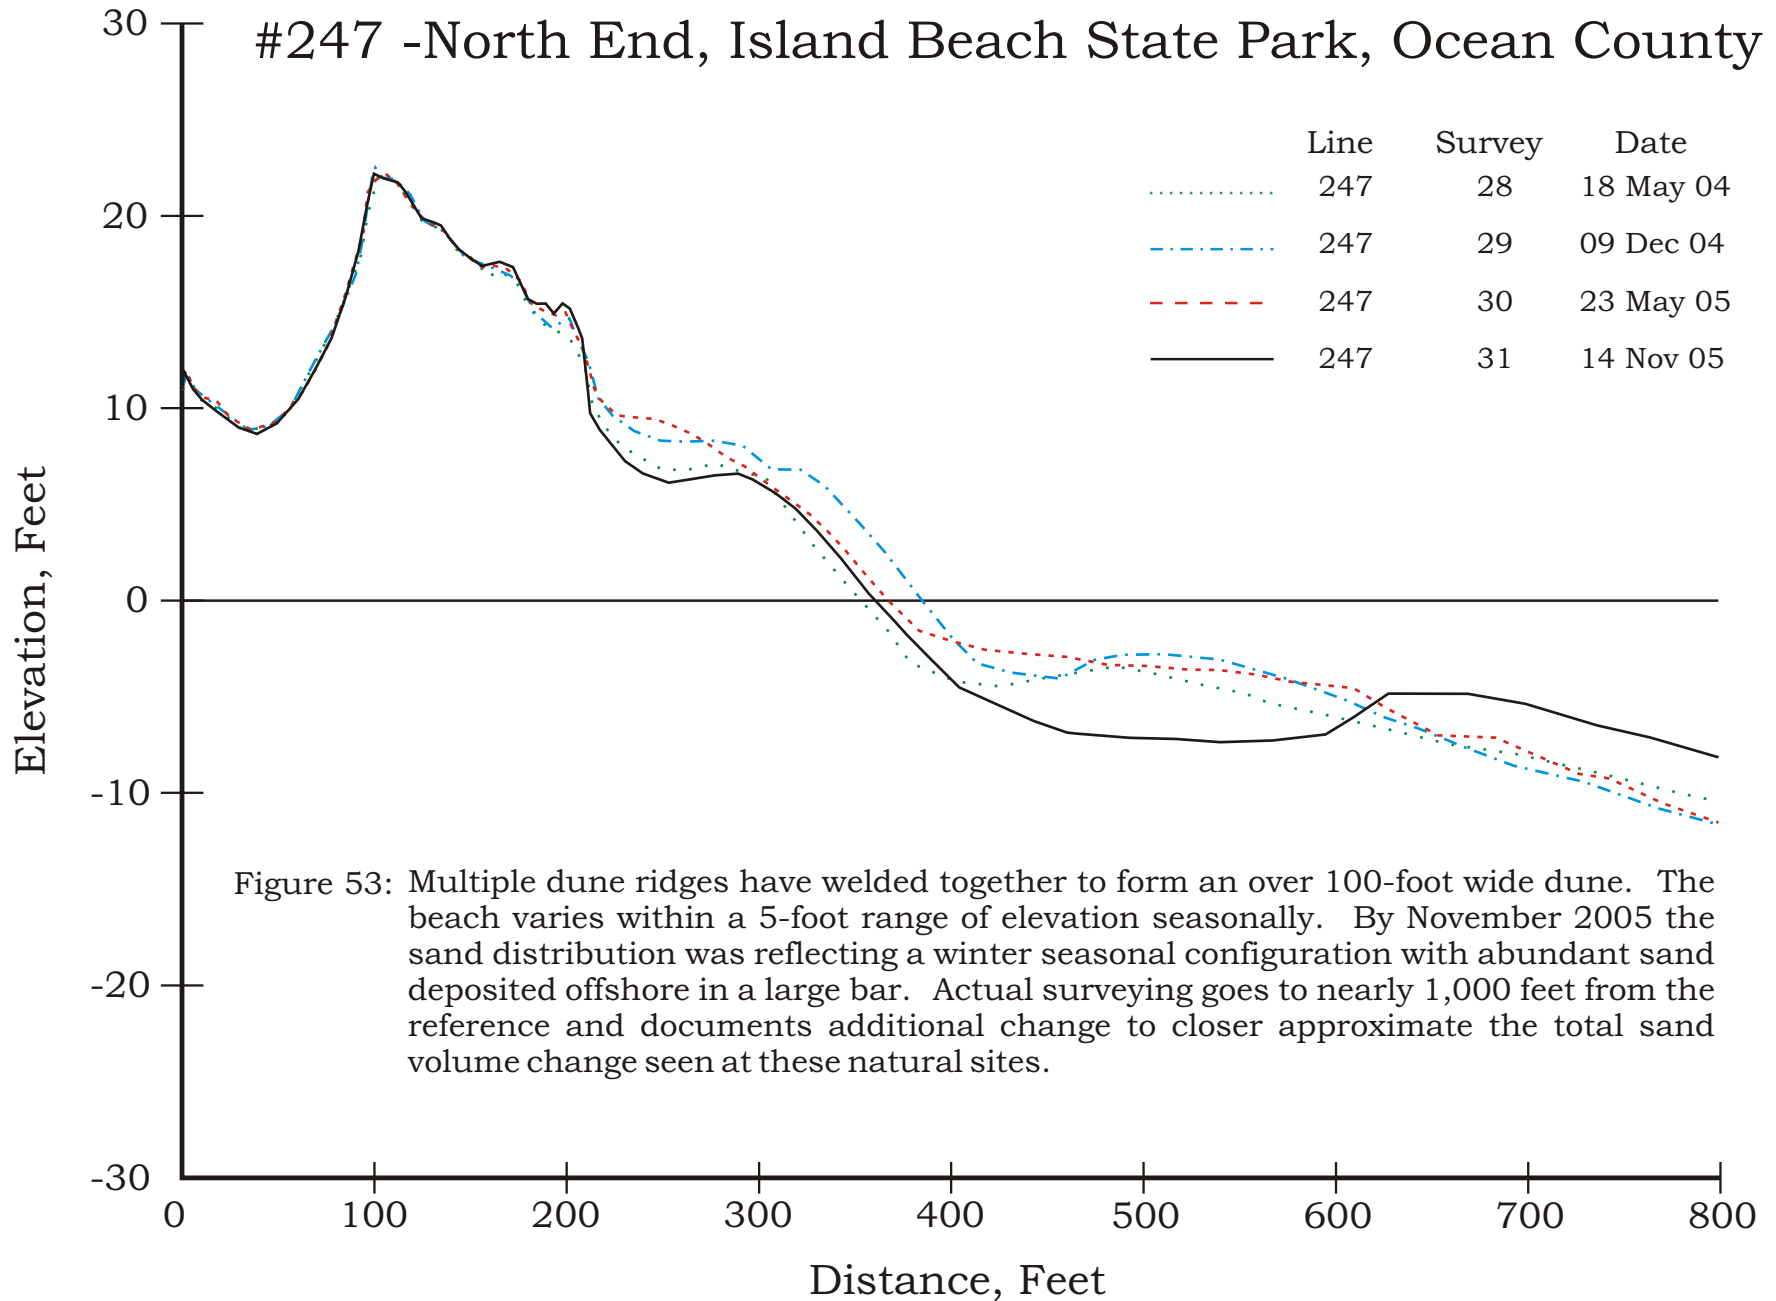 #247 -North End, Island Beach State Park, Ocean County
Line Survey Date
247 28 18 May 04
247 29 09 Dec 04
247 30 23 May 05
247 31 14 Nov 05
30
20
10
0
-10
-20
-30
Elevation, Feet
Figure 53: Multiple dune ridges have welded together to form an over 100-foot wide dune. The
beach varies within a 5-foot range of elevation seasonally. By November 2005 the
sand distribution was reflecting a winter seasonal configuration with abundant sand
deposited offshore in a large bar. Actual surveying goes to nearly 1,000 feet from the
reference and documents additional change to closer approximate the total sand
volume change seen at these natural sites.
0 100 200 300 400 500 600 700 800
Distance, Feet